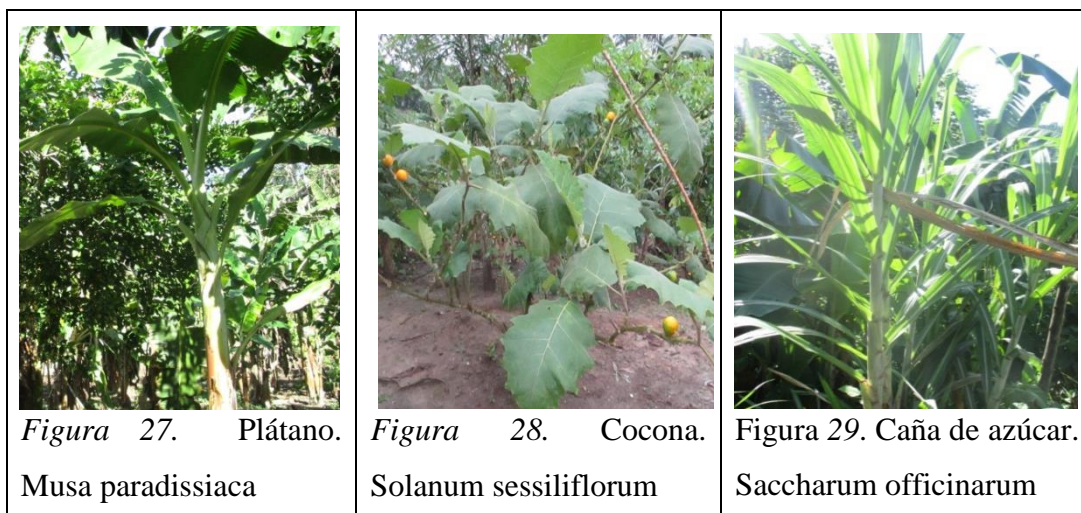 Figura 27. Plátano.
Musa paradissiaca
Figura 28. Cocona.
Solanum sessiliflorum
Figura 29. Caña de azúcar.
Saccharum officinarum